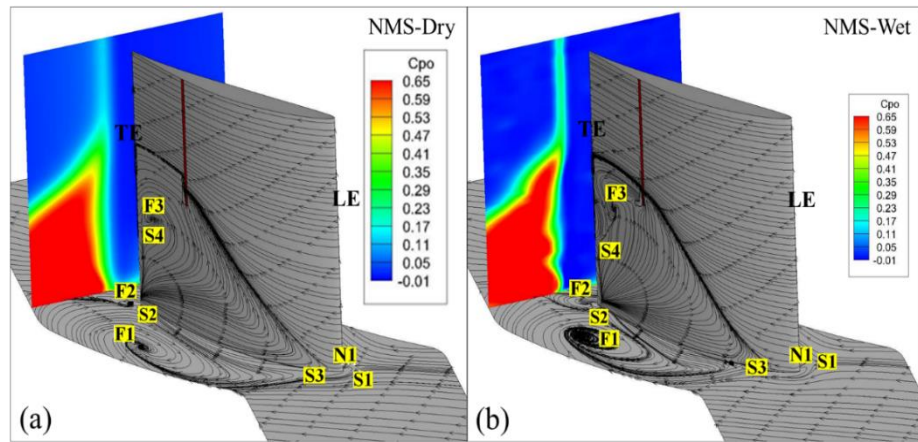 NMS-Dry
Cpo
0.65
0.59
0.53
0.47
0.41
0.35
0.29
0.23
0.17
0.11
0.05
-0.01
TE
LE
F3
S4
F2
S2
F1
N1
S3
S1
(a)
NMS-Wet
Cpo
0.65
0.59
0.53
0.47
0.41
0.35
0.29
0.23
0.17
0.11
0.05
-0.01
TE
LE
F3
S4
F2
S2
F1
N1
S1
S3
(b)